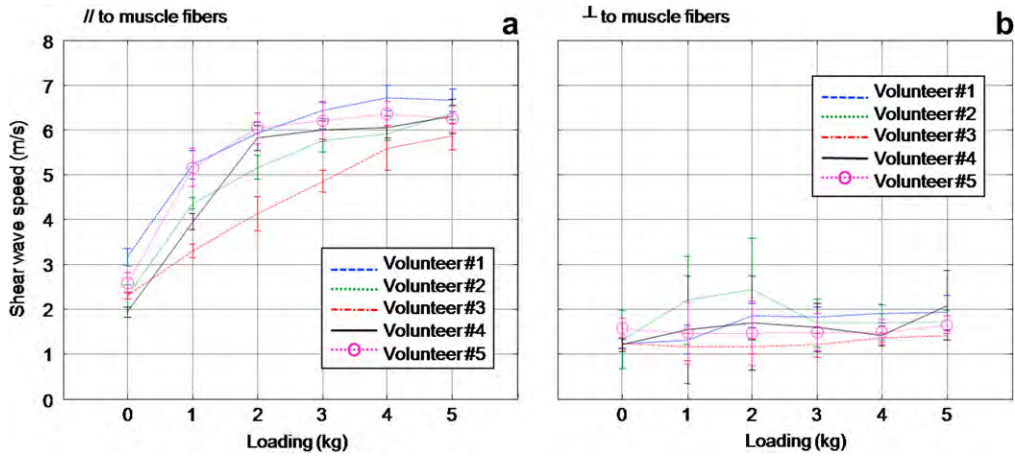 // to muscle fibers
a
8
7
6
5
4
3
2
1
0
Shear wave speed (m/s)
Volunteer#1
Volunteer#2
Volunteer#3
Volunteer#4
Volunteer#5
0 1 2 3 4 5
Loading (kg)
⊥ to muscle fibers
b
Volunteer#1
Volunteer#2
Volunteer#3
Volunteer#4
Volunteer#5
0 1 2 3 4 5
Loading (kg)